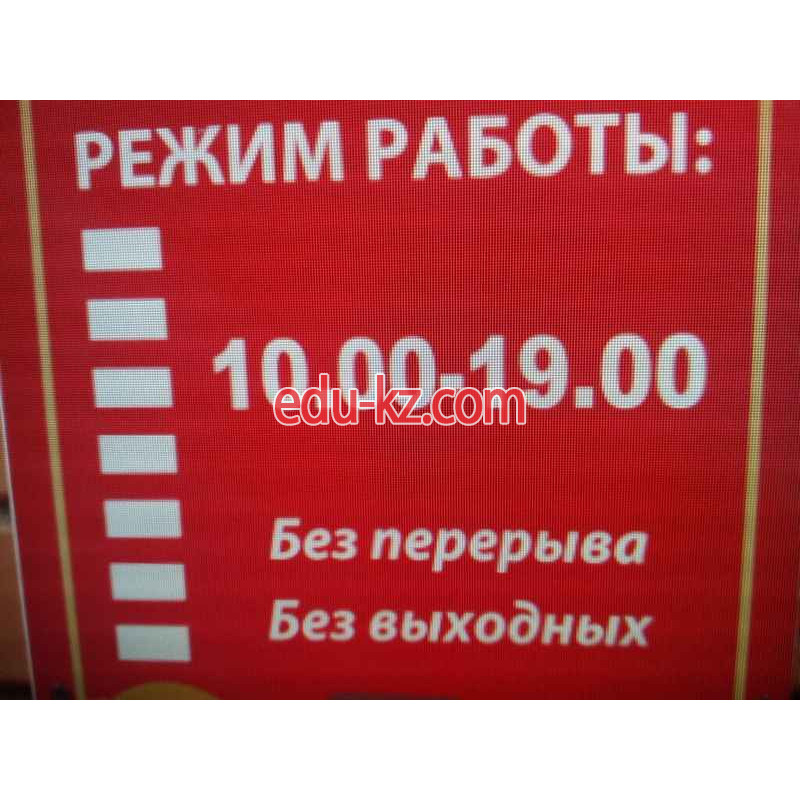 РЕЖИМ РАБОТЫ:
10.00-19.00
edu-kz.com
Без перерыва
Без выходных